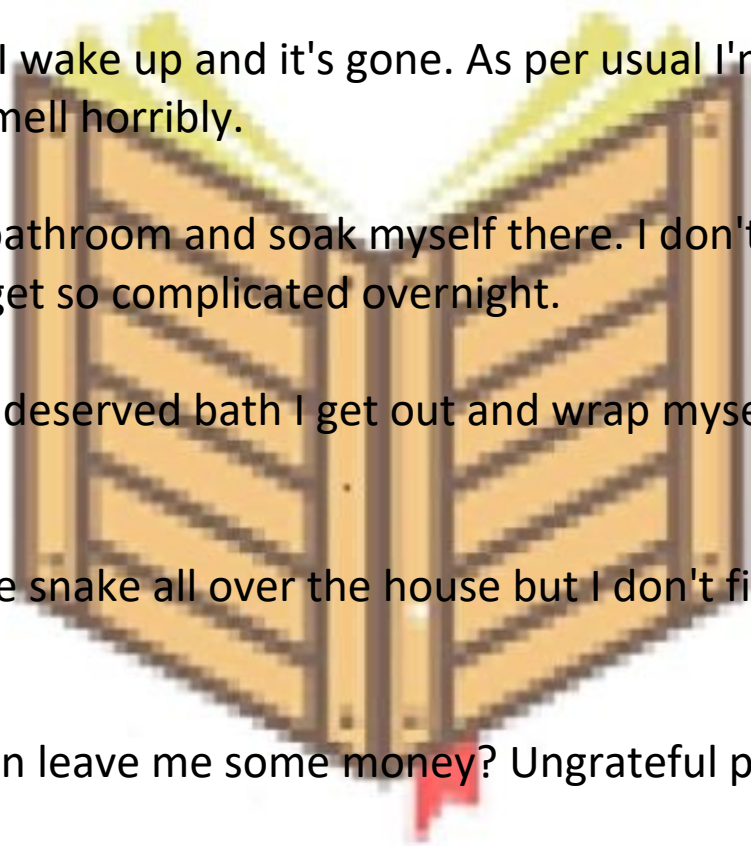 I wake up and it's gone. As per usual I'm
mell horribly.
bathroom and soak myself there. I don't
get so complicated overnight.
deserved bath I get out and wrap myse
e snake all over the house but I don't fi
n leave me some money? Ungrateful p